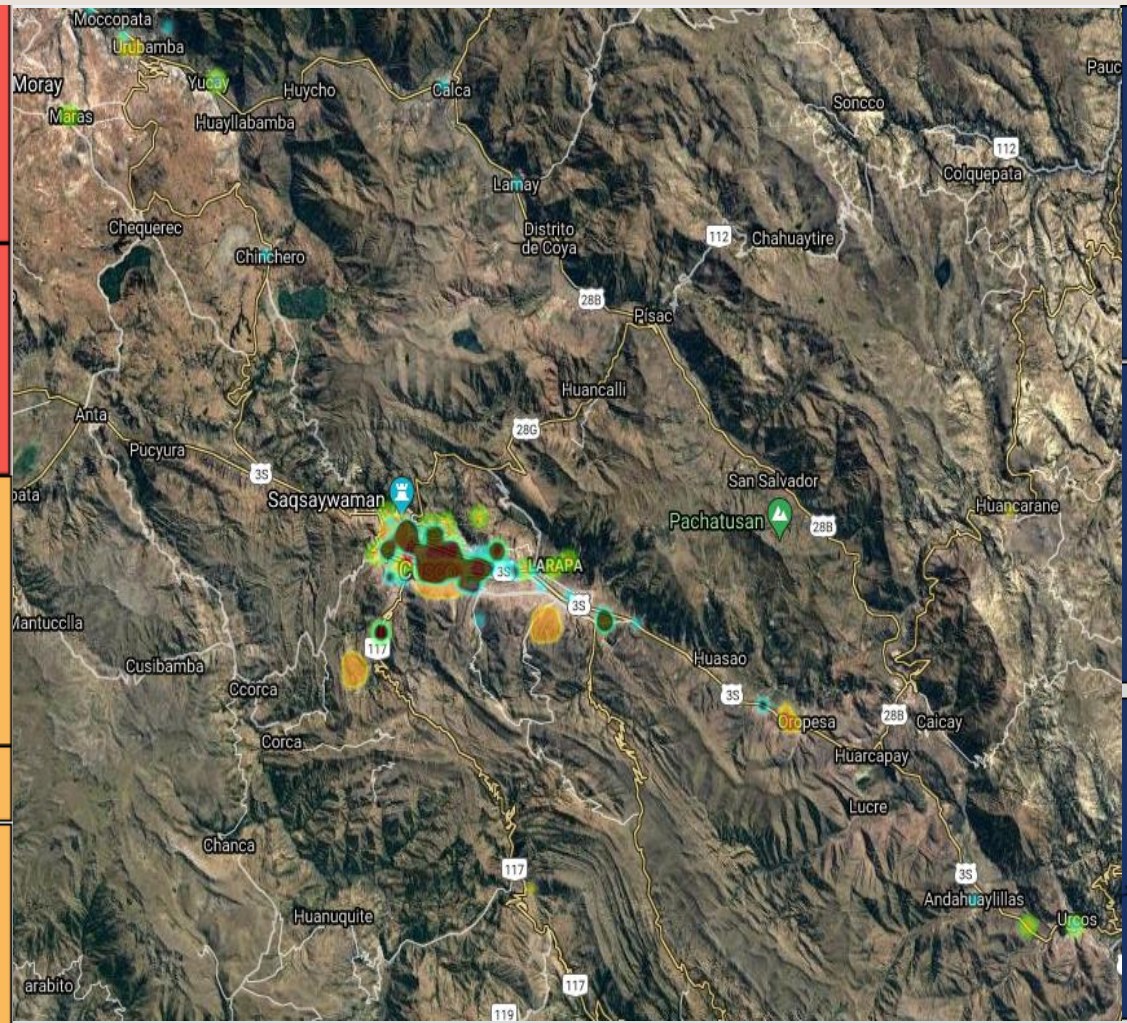 Moccopata
Urubamba
Moray
Yucay
Huycho
Calca
Pauc
Maras
Huayllabamba
Soncco
112
Colquepata
Lamay
Chequerec
Distrito
de Coya
112
Chahuaytire
Chinchero
28B
Písac
Huancalli
Anta
28G
Pucyura
3S
San Salvador
pata
Saqsaywaman
Huancarane
Pachatusan
28B
3S
LARAPA
3S
Mantucclla
117
Cusibamba
Huasao
Ccorca
3S
Oropesa
28B
Caicay
Corca
Huarcapay
Lucre
Chanca
117
3S
Andahuaylillas
Huanuquite
Urcos
arabito
117
119